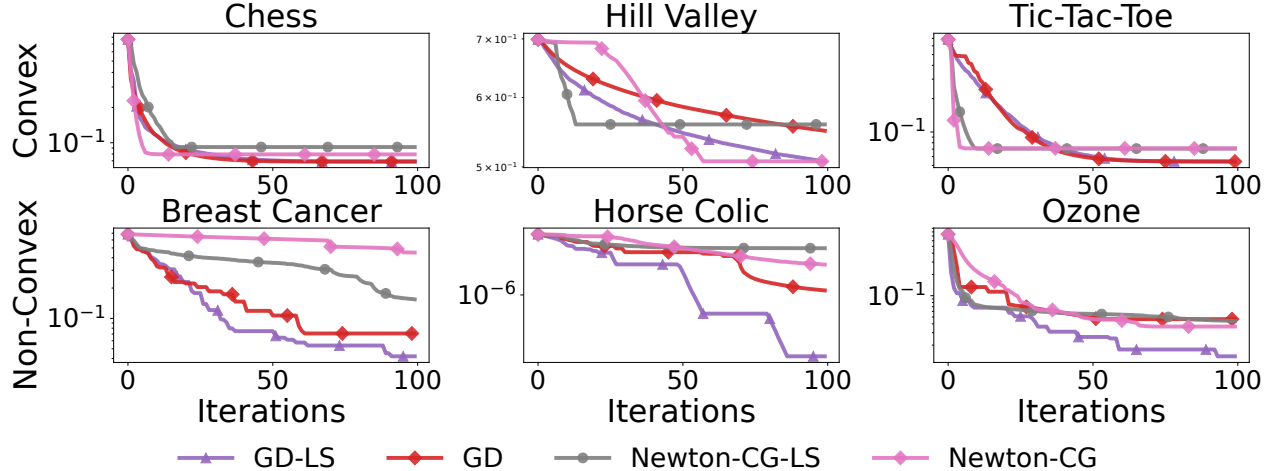 Chess Hill Valley Tic-Tac-Toe
Convex
10⁻¹
7 × 10⁻¹
6 × 10⁻¹
5 × 10⁻¹
10⁻¹
0 50 100 0 50 100 0 50 100
Breast Cancer Horse Colic Ozone
Non-Convex
10⁻¹
10⁻⁶
10⁻¹
0 50 100 0 50 100 0 50 100
Iterations Iterations Iterations
GD-LS GD Newton-CG-LS Newton-CG